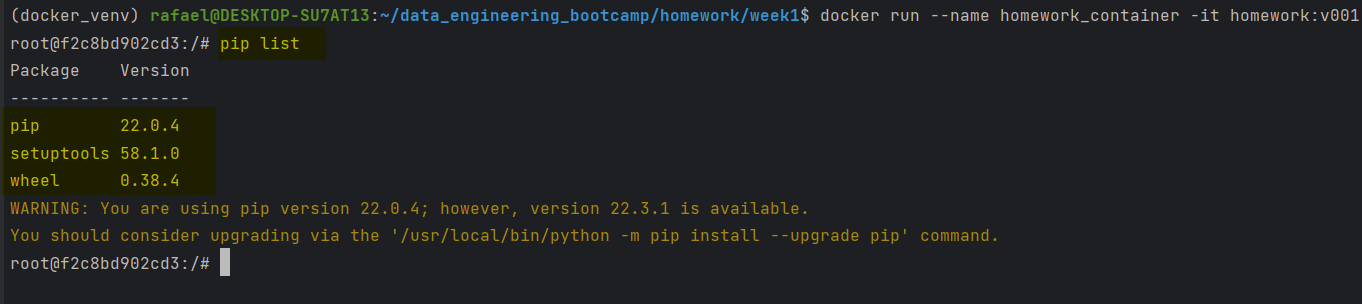 (docker_venv) rafael@DESKTOP-SU7AT13:~/data_engineering_bootcamp/homework/week1$ docker run --name homework_container -it homework:v001
root@f2c8bd902cd3:/# pip list
Package    Version
---------- -------
pip        22.0.4
setuptools 58.1.0
wheel      0.38.4
WARNING: You are using pip version 22.0.4; however, version 22.3.1 is available.
You should consider upgrading via the '/usr/local/bin/python -m pip install --upgrade pip' command.
root@f2c8bd902cd3:/#